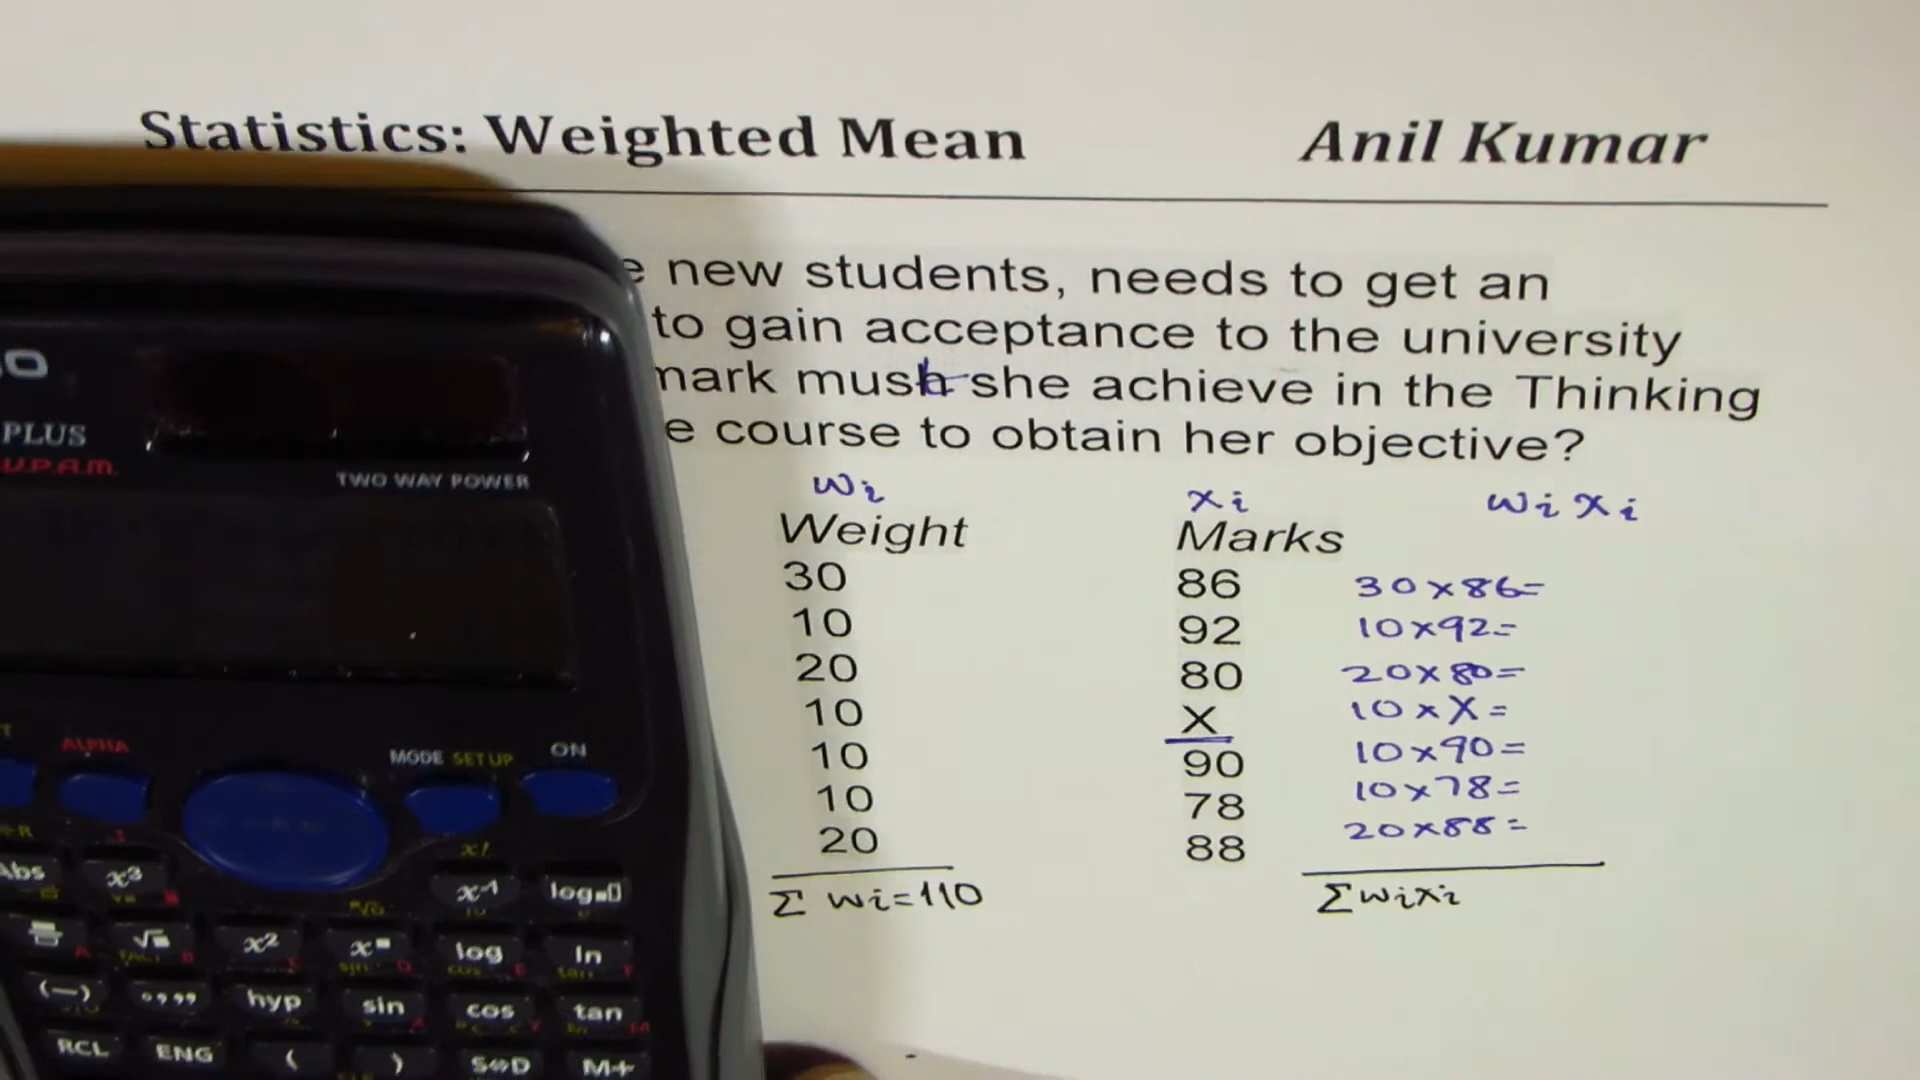 Statistics: Weighted Mean Anil Kumar
new students, needs to get an
to gain acceptance to the university
mark must she achieve in the Thinking
course to obtain her objective?
wi xi wi xi
Weight Marks
30 86 30 x 86=
10 92 10 x 92=
20 80 20 x 80=
10 X 10 x X =
10 90 10 x 90=
10 78 10 x 78=
20 88 20 x 88=
Σ wi=110 Σwixi
PLUS
V.P.A.M.
TWO WAY POWER
ALPHA MODE SETUP ON
x!
Abs x³ x⁻¹ log
√ x² x log ln
(—) hyp sin cos tan
RCL ENG ( ) S⇔D M+